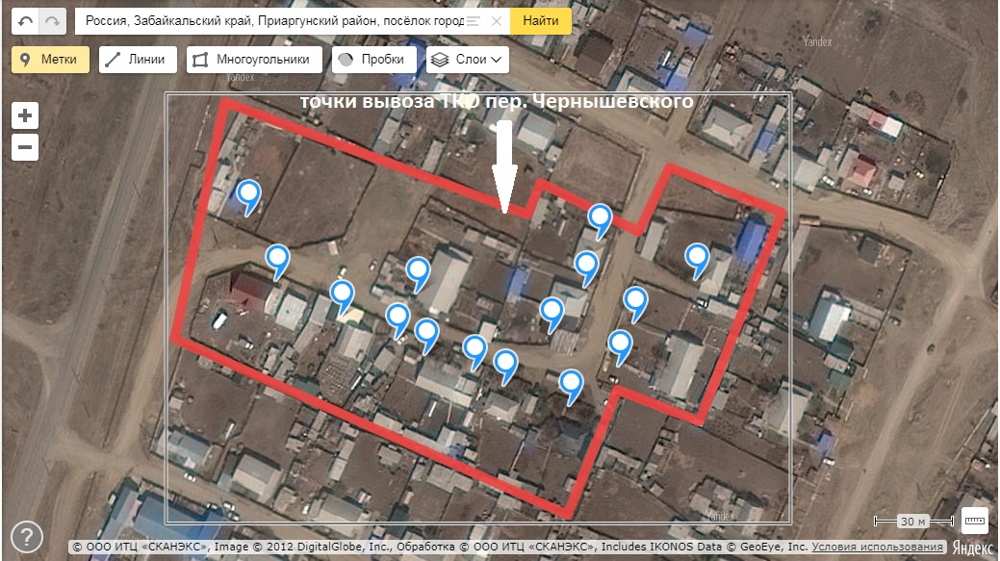 Россия, Забайкальский край, Приаргунский район, посёлок город
Найти
Метки
Линии
Многоугольники
Пробки
Слои
Yandex
Yandex
точки вывоза ТКО пер. Чернышевского
Yandex
30 м
?
© ООО ИТЦ «СКАНЭКС», Image © 2012 DigitalGlobe, Inc., Обработка © ООО ИТЦ «СКАНЭКС», Includes IKONOS Data © GeoEye, Inc. Условия использования
Яндекс